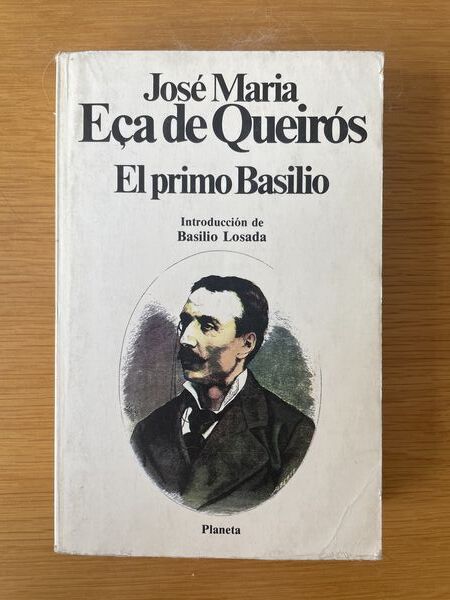 José Maria
Eça de Queirós
El primo Basilio
Introducción de
Basilio Losada
Planeta